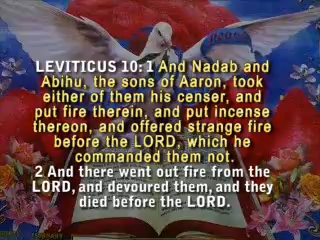 LEVITICUS 10:1 And Nadab and
Abihu, the sons of Aaron, took
either of them his censer, and
put fire therein, and put incense
thereon, and offered strange fire
before the LORD, which he
commanded them not.
2 And there went out fire from the
LORD, and devoured them, and they
died before the LORD.